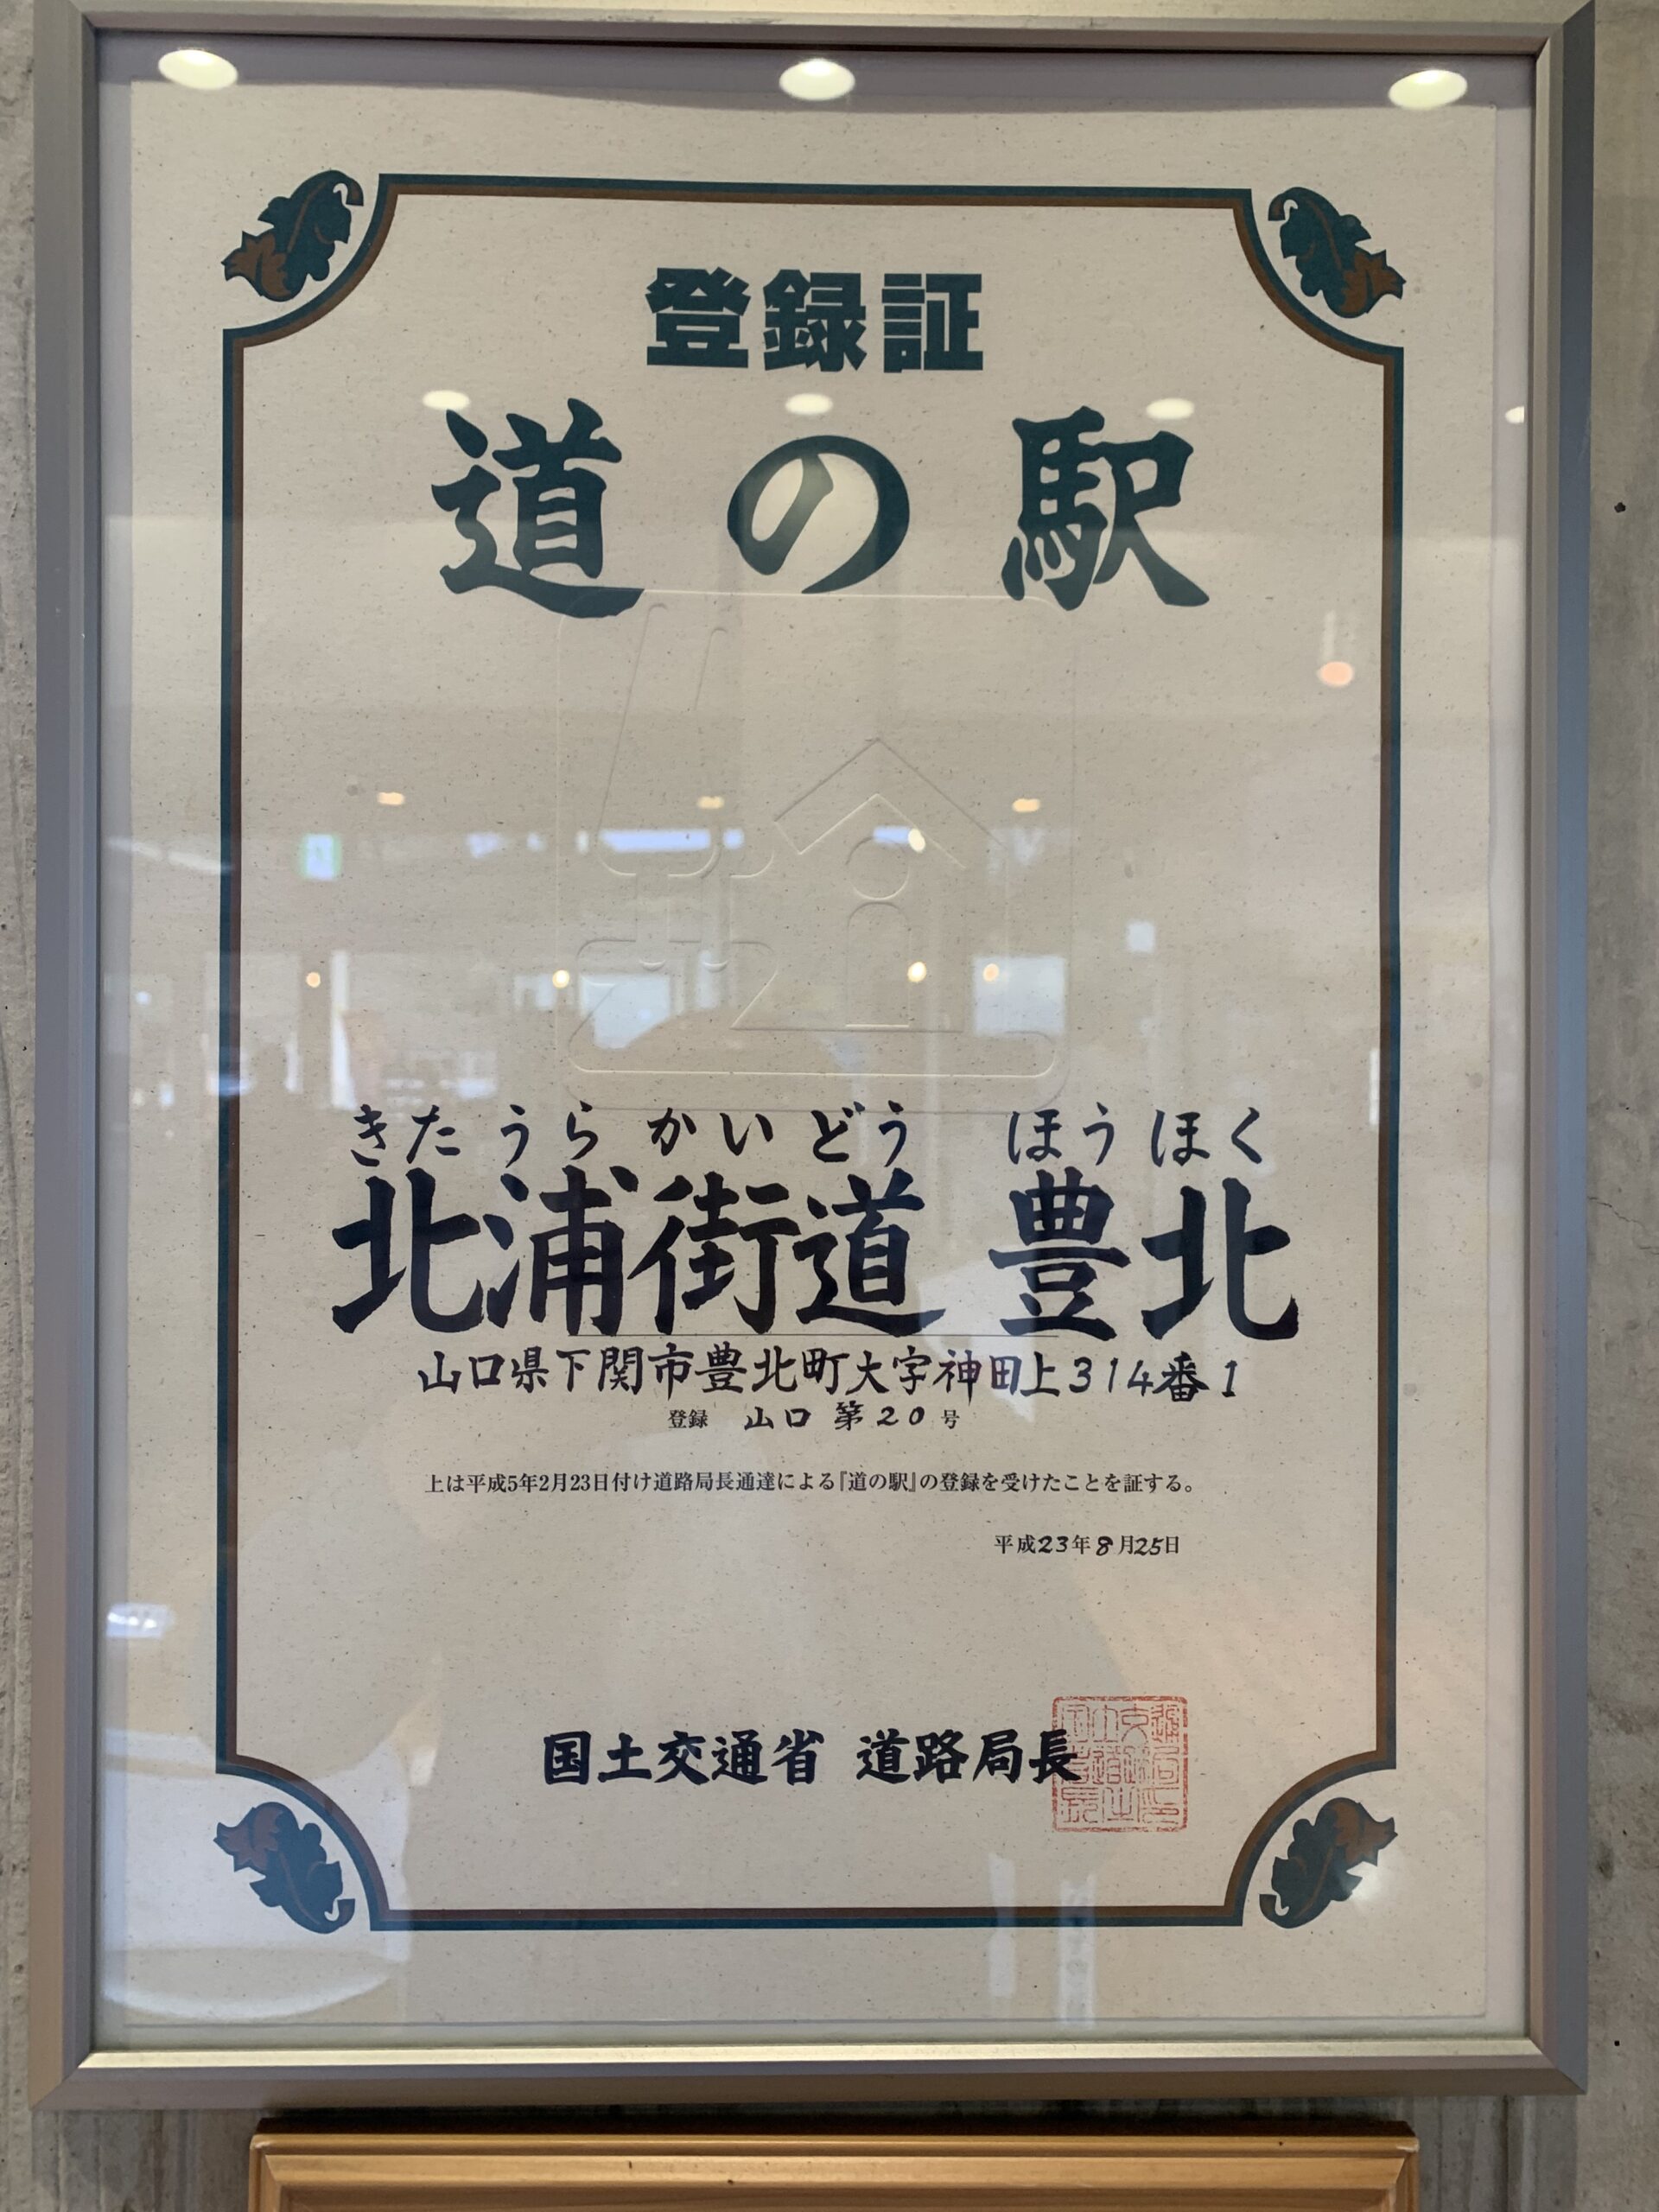 登録証
道の駅
きたうらかいどう ほうほく
北浦街道 豊北
山口県下関市豊北町大字神田上314番1
登録 山口 第20号
上は平成5年2月23日付け道路局長通達による『道の駅』の登録を受けたことを証する。
平成23年8月25日
国土交通省 道路局長